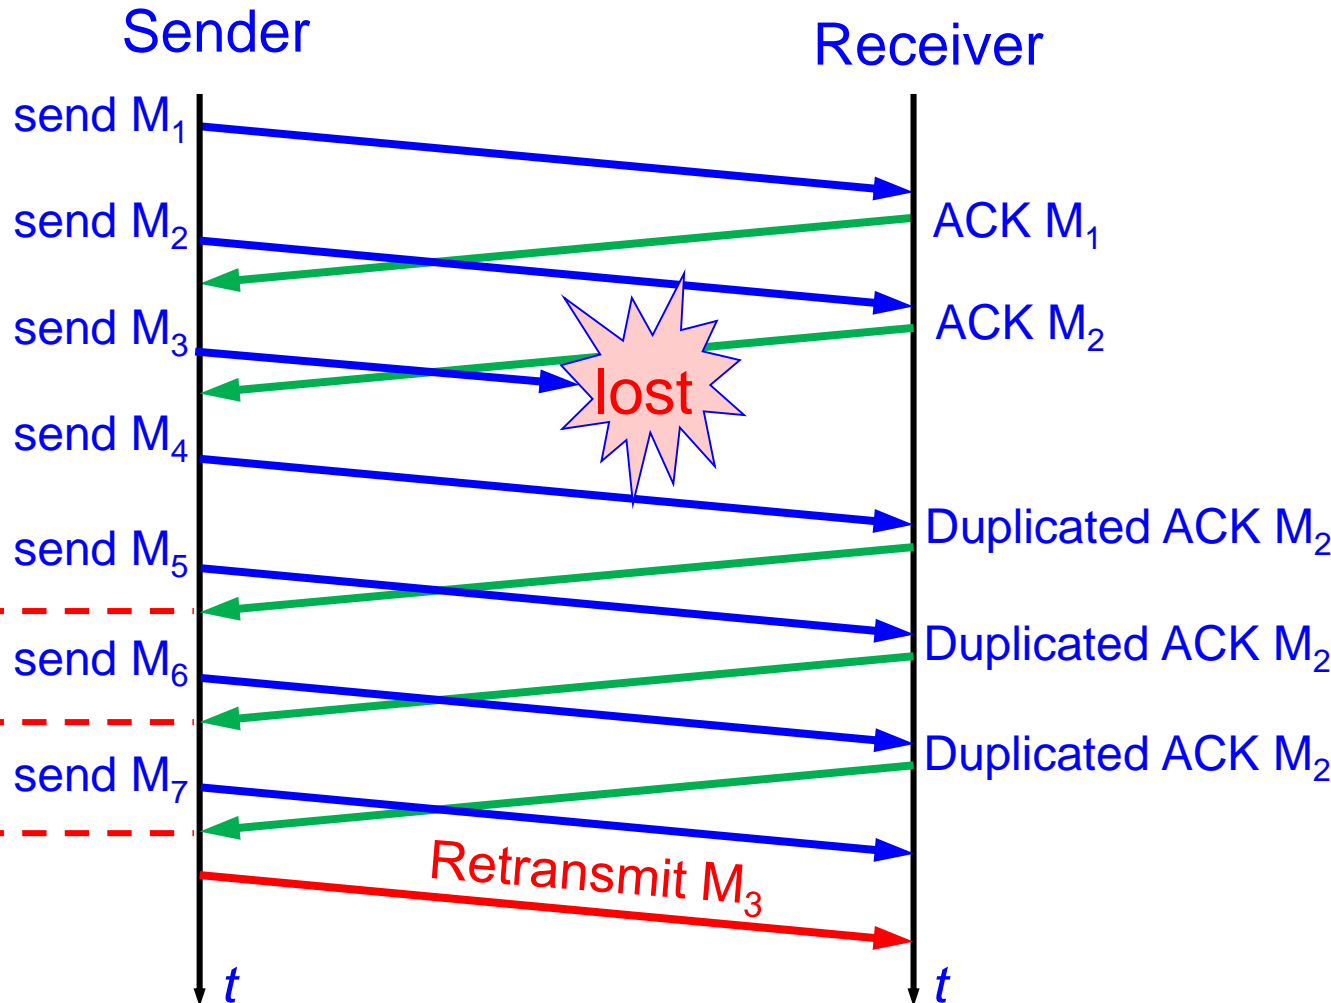 Sender
Receiver
send M₁
send M₂
ACK M₁
send M₃
ACK M₂
lost
send M₄
Duplicated ACK M₂
send M₅
Duplicated ACK M₂
send M₆
Duplicated ACK M₂
send M₇
Retransmit M₃
t
t